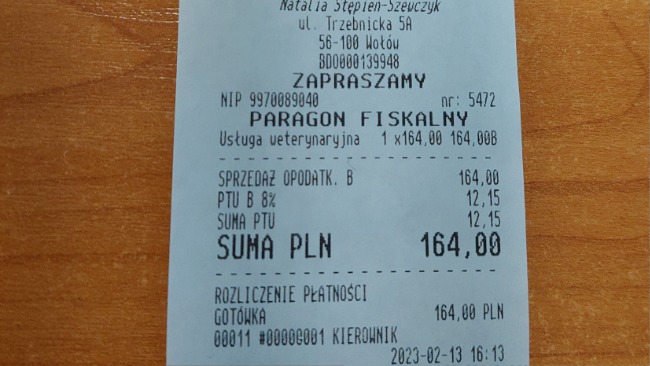 Natalia Stępień-Szewczyk
ul. Trzebnicka 5A
56-100 Wołów
BDO000139948
ZAPRASZAMY
NIP 9970089040 nr: 5472
PARAGON FISKALNY
Usługa weterynaryjna 1 x164,00 164,00B
SPRZEDAŻ OPODATK. B 164,00
PTU B 8% 12,15
SUMA PTU 12,15
SUMA PLN 164,00
ROZLICZENIE PŁATNOŚCI
GOTÓWKA 164,00 PLN
00011 #00000001 KIEROWNIK
2023-02-13 16:13